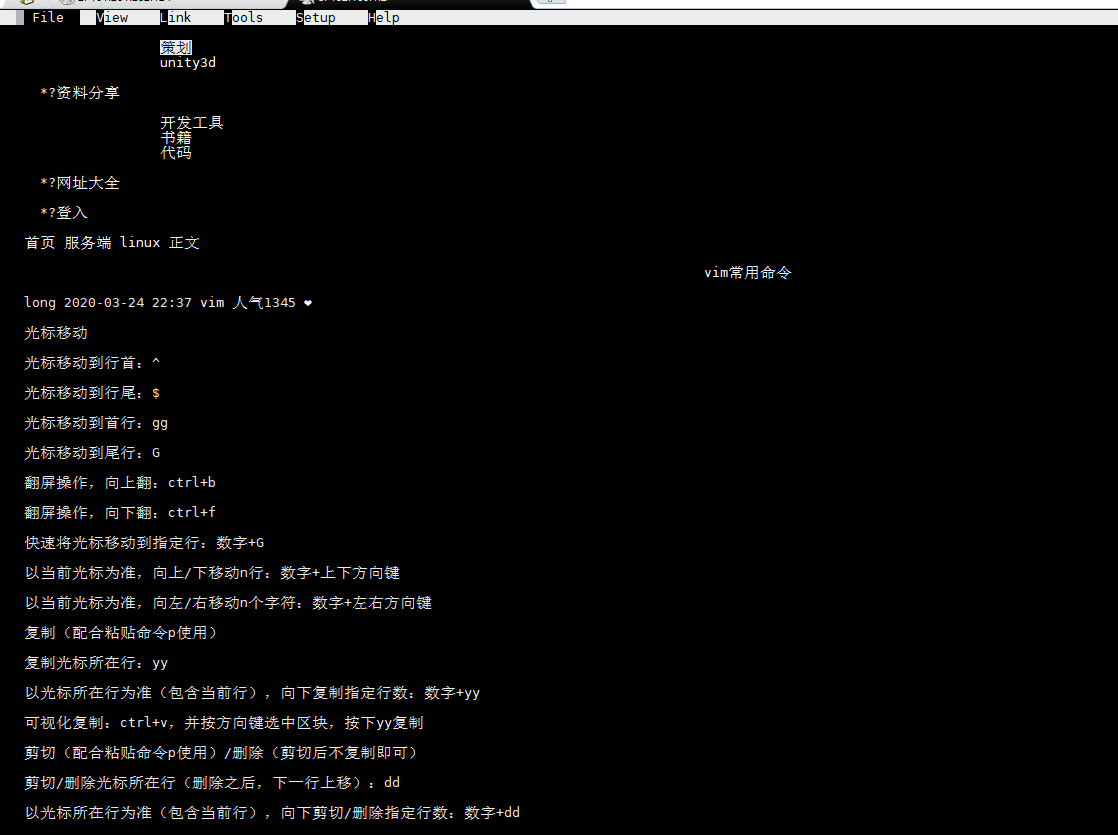 File View Link Tools Setup Help
策划
unity3d
*?资料分享
开发工具
书籍
代码
*?网址大全
*?登入
首页 服务端 linux 正文
vim常用命令
long 2020-03-24 22:37 vim 人气1345 ❤
光标移动
光标移动到行首：^
光标移动到行尾：$
光标移动到首行：gg
光标移动到尾行：G
翻屏操作，向上翻：ctrl+b
翻屏操作，向下翻：ctrl+f
快速将光标移动到指定行：数字+G
以当前光标为准，向上/下移动n行：数字+上下方向键
以当前光标为准，向左/右移动n个字符：数字+左右方向键
复制（配合粘贴命令p使用）
复制光标所在行：yy
以光标所在行为准（包含当前行），向下复制指定行数：数字+yy
可视化复制：ctrl+v，并按方向键选中区块，按下yy复制
剪切（配合粘贴命令p使用）/删除（剪切后不复制即可）
剪切/删除光标所在行（删除之后，下一行上移）：dd
以光标所在行为准（包含当前行），向下剪切/删除指定行数：数字+dd